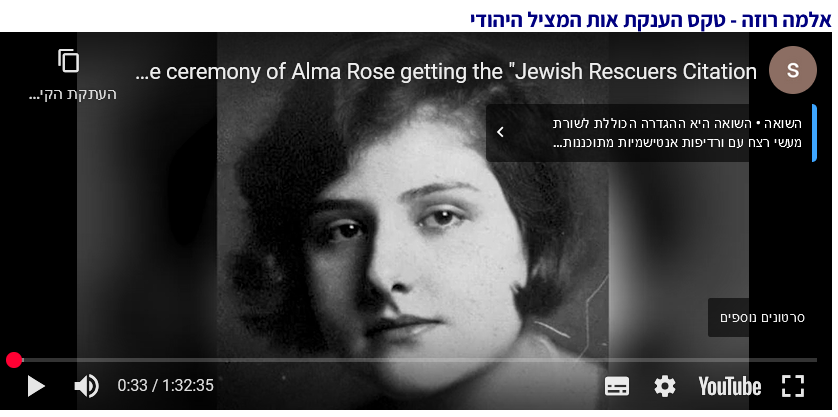 אלמה רוזה - טקס הענקת אות המציל היהודי
S
...e ceremony of Alma Rose getting the "Jewish Rescuers Citation
העתקת הקי...
השואה • השואה היא ההגדרה הכוללת לשורת
מעשי רצח עם ורדיפות אנטישמיות מתוכננות...
סרטונים נוספים
0:33 / 1:32:35
YouTube